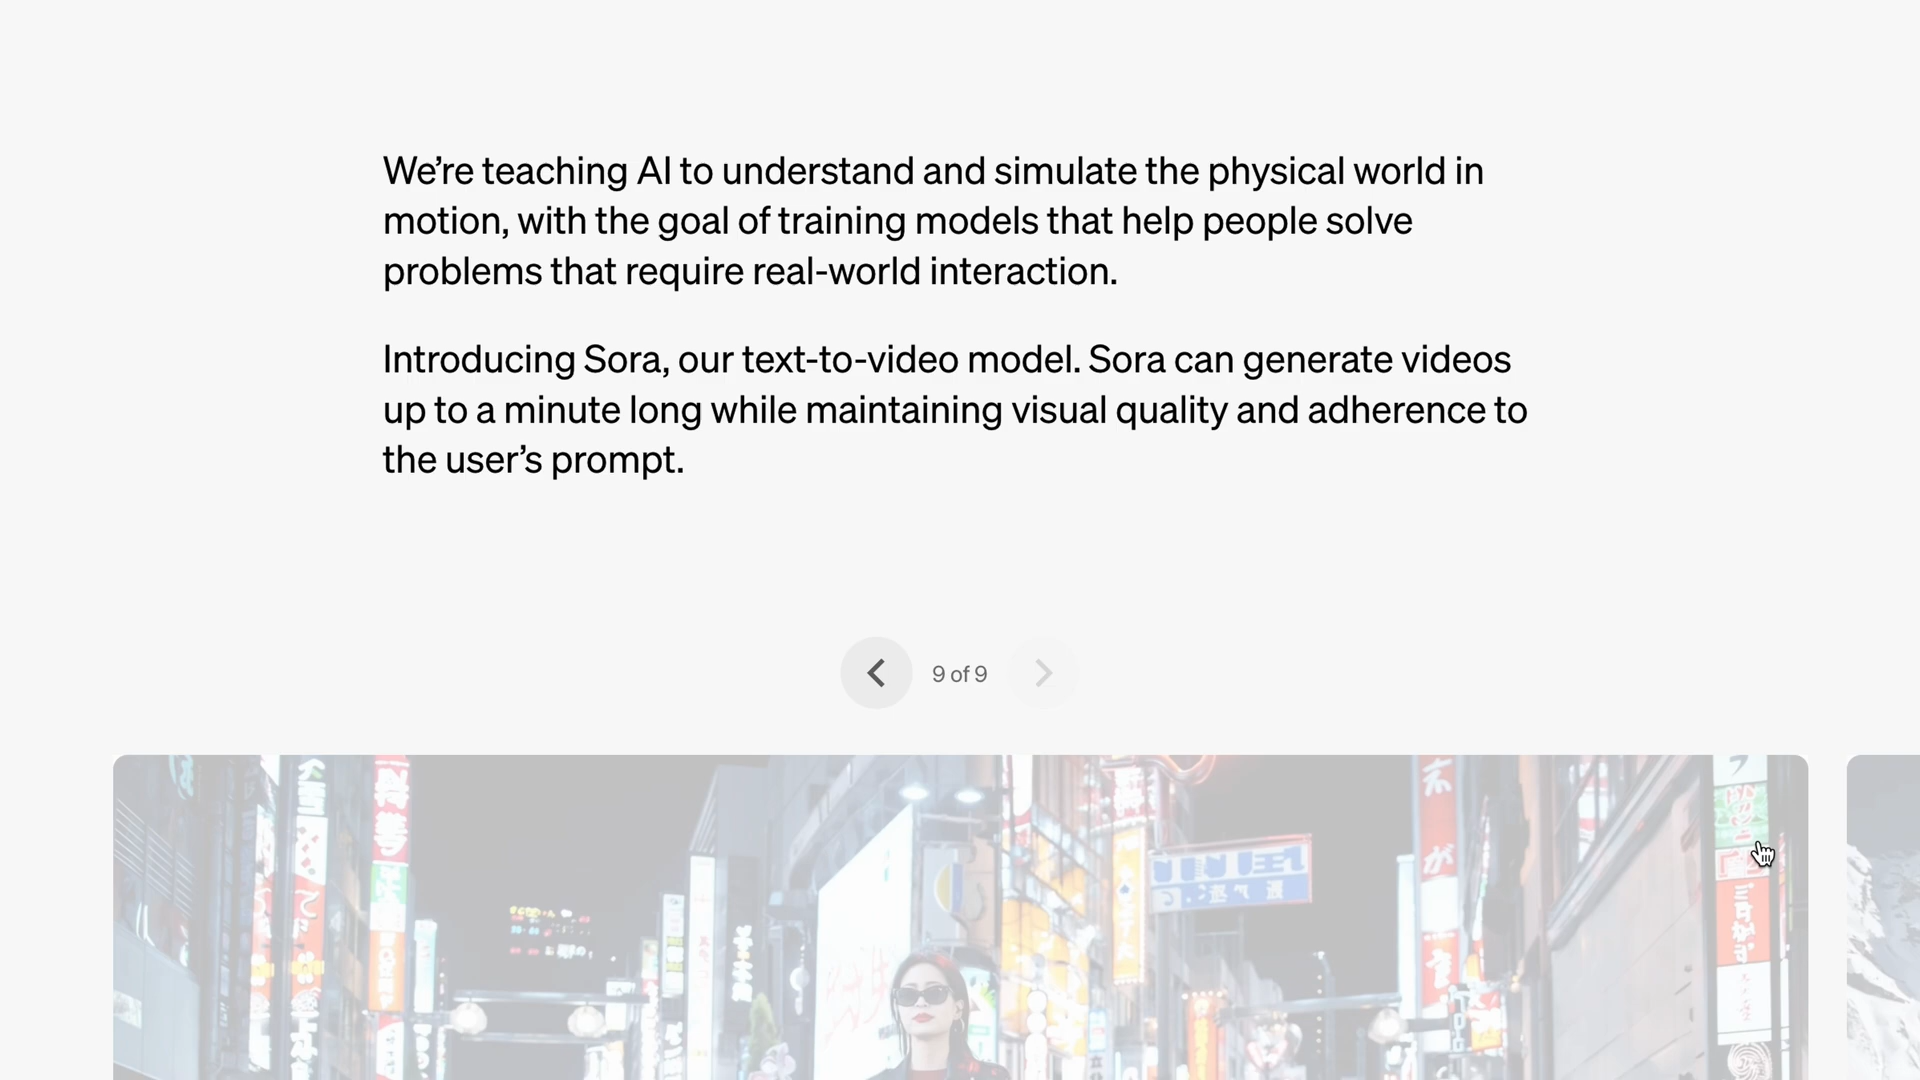 We’re teaching AI to understand and simulate the physical world in
motion, with the goal of training models that help people solve
problems that require real-world interaction.
Introducing Sora, our text-to-video model. Sora can generate videos
up to a minute long while maintaining visual quality and adherence to
the user’s prompt.
9 of 9